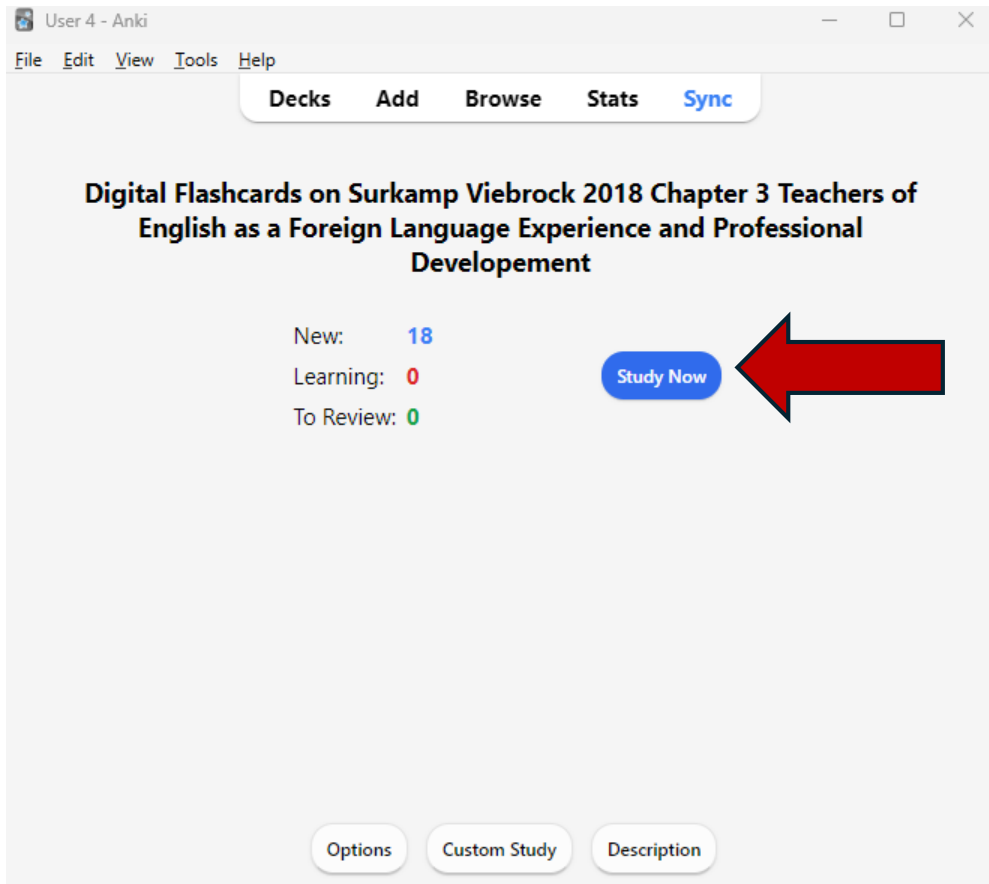 User 4 - Anki
File Edit View Tools Help
Decks Add Browse Stats Sync
Digital Flashcards on Surkamp Viebrock 2018 Chapter 3 Teachers of
English as a Foreign Language Experience and Professional
Developement
New: 18
Learning: 0
Study Now
To Review: 0
Options Custom Study Description